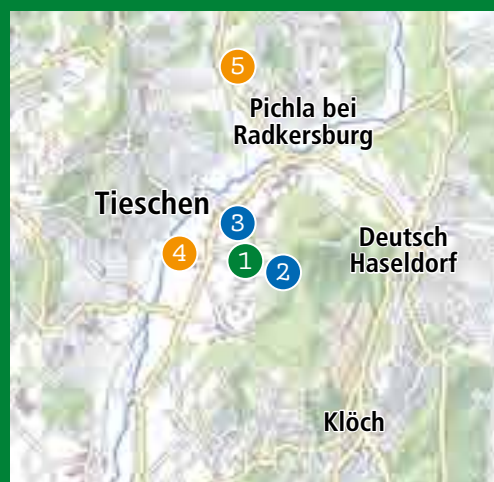 5
Pichla bei
Radkersburg
Tieschen
3
4
1
2
Deutsch
Haseldorf
Klöch